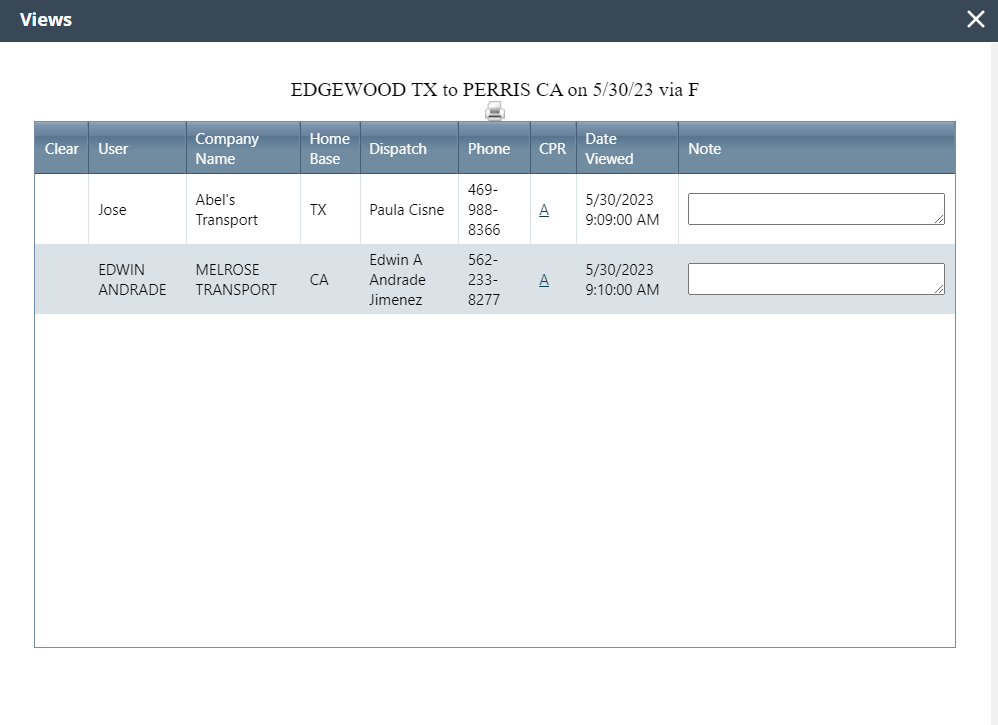 Views
EDGEWOOD TX to PERRIS CA on 5/30/23 via F
Clear User Company Name Home Base Dispatch Phone CPR Date Viewed Note
Jose Abel's Transport TX Paula Cisne 469-988-8366 A 5/30/2023 9:09:00 AM
EDWIN ANDRADE MELROSE TRANSPORT CA Edwin A Andrade Jimenez 562-233-8277 A 5/30/2023 9:10:00 AM